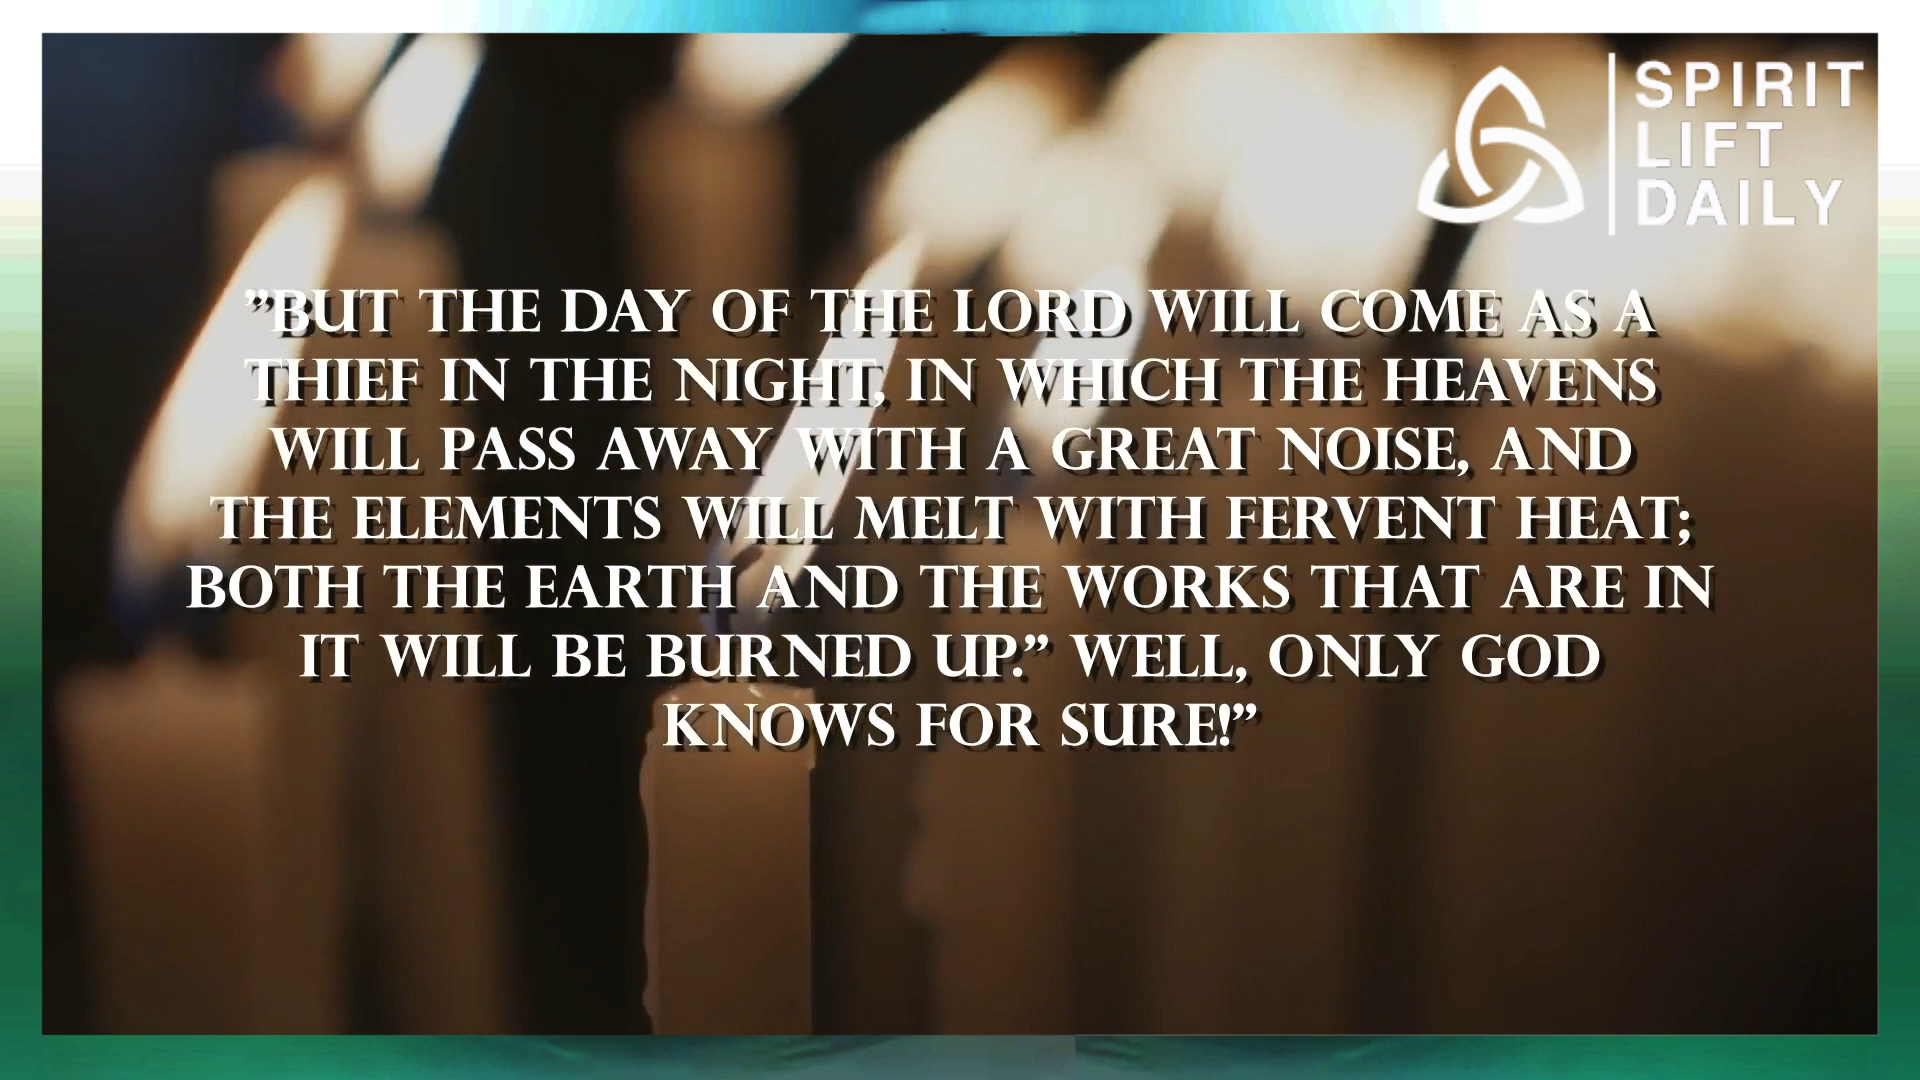 SPIRIT
LIFT
DAILY
”BUT THE DAY OF THE LORD WILL COME AS A
THIEF IN THE NIGHT, IN WHICH THE HEAVENS
WILL PASS AWAY WITH A GREAT NOISE, AND
THE ELEMENTS WILL MELT WITH FERVENT HEAT;
BOTH THE EARTH AND THE WORKS THAT ARE IN
IT WILL BE BURNED UP.” WELL, ONLY GOD
KNOWS FOR SURE!”